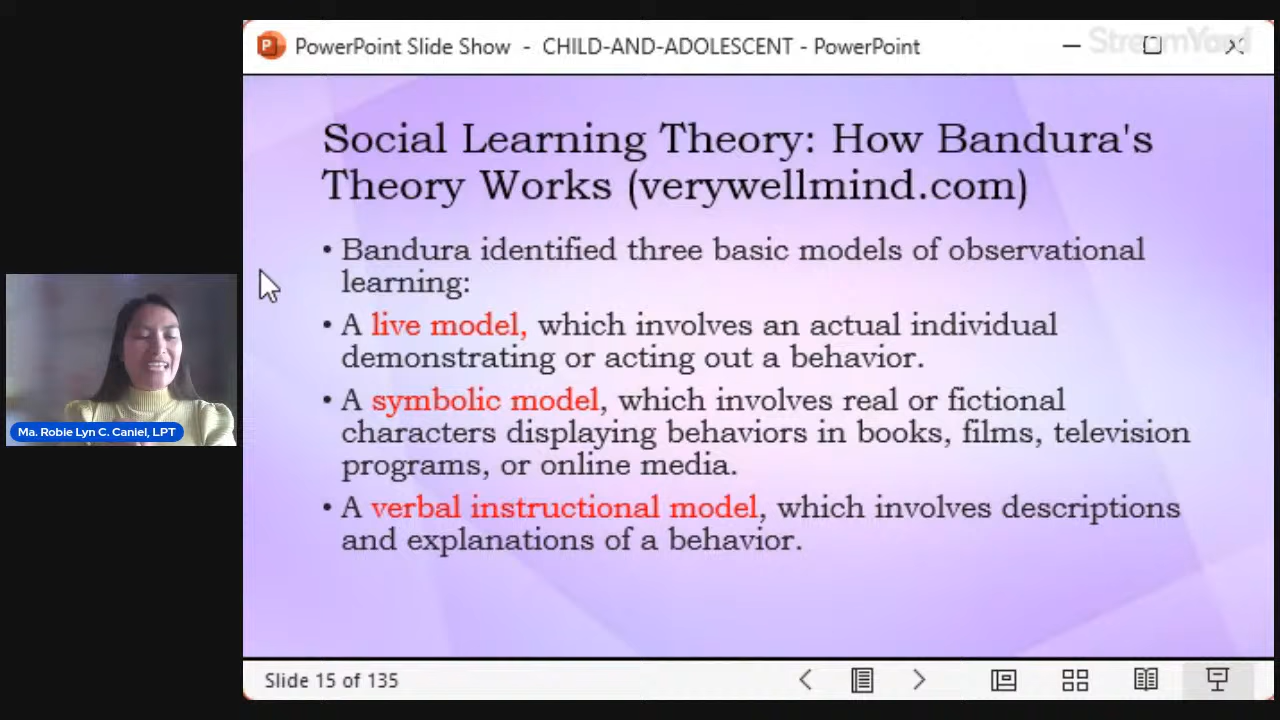 PowerPoint Slide Show - CHILD-AND-ADOLESCENT - PowerPoint
StreamYard
Social Learning Theory: How Bandura's
Theory Works (verywellmind.com)
• Bandura identified three basic models of observational
learning:
• A live model, which involves an actual individual
demonstrating or acting out a behavior.
• A symbolic model, which involves real or fictional
characters displaying behaviors in books, films, television
programs, or online media.
• A verbal instructional model, which involves descriptions
and explanations of a behavior.
Ma. Robie Lyn C. Caniel, LPT
Slide 15 of 135